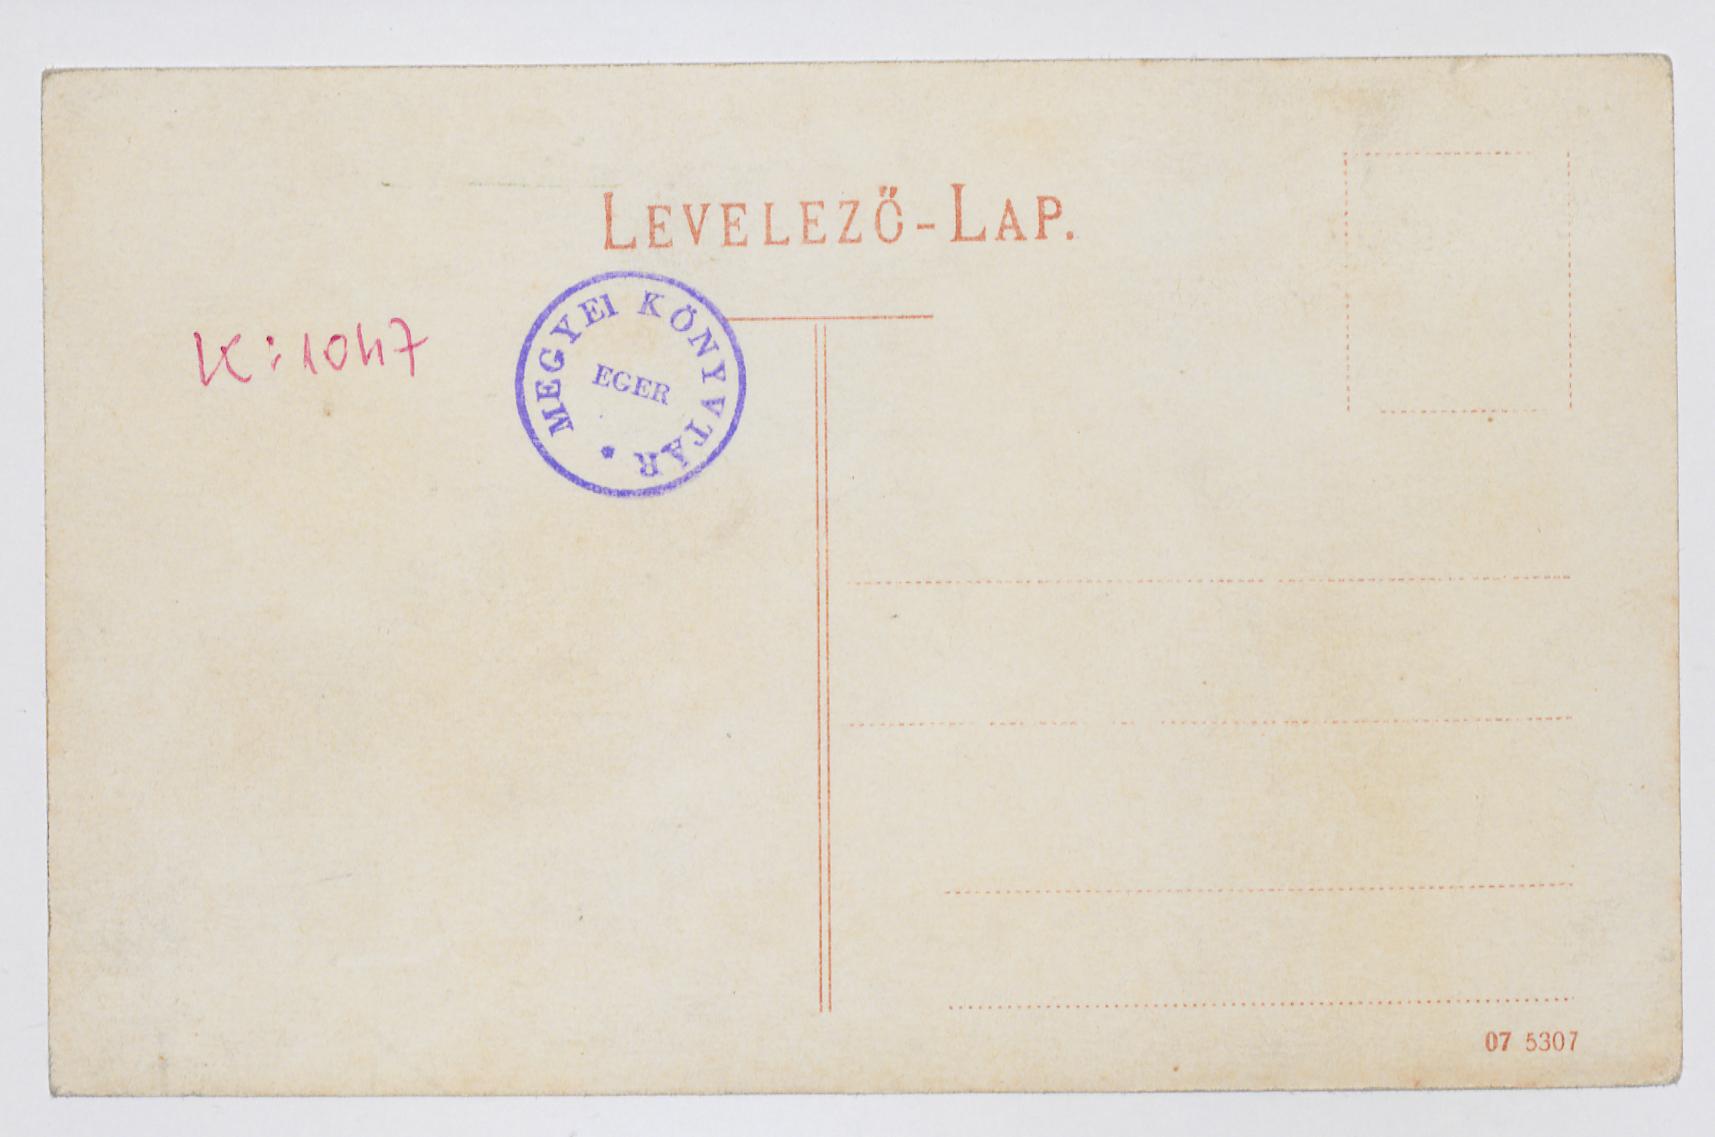 LEVELEZŐ-LAP.
K:1047
MEGYEI KÖNYVTÁR
EGER
07 5307